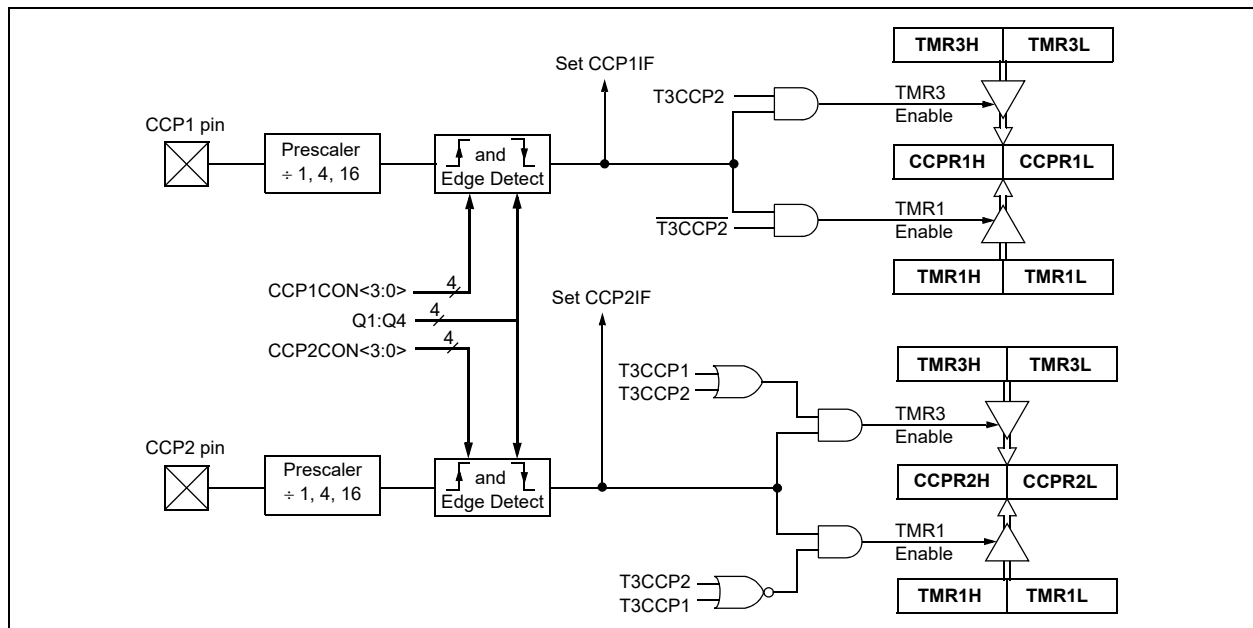 TMR3H TMR3L
Set CCP1IF
T3CCP2
TMR3
Enable
CCP1 pin
Prescaler
÷ 1, 4, 16
and
Edge Detect
CCPR1H CCPR1L
T3CCP2
TMR1
Enable
TMR1H TMR1L
CCP1CON<3:0> 4
Q1:Q4 4
CCP2CON<3:0> 4
Set CCP2IF
TMR3H TMR3L
T3CCP1
T3CCP2
TMR3
Enable
CCP2 pin
Prescaler
÷ 1, 4, 16
and
Edge Detect
CCPR2H CCPR2L
TMR1
Enable
T3CCP2
T3CCP1
TMR1H TMR1L